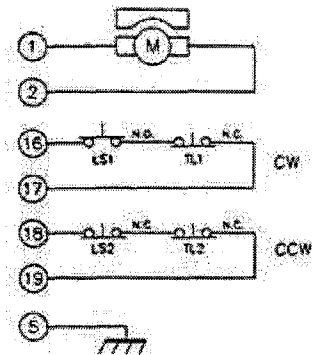 1
M
2
16 N.O. N.C.
LS1 TL1
CW
17
18 N.C. N.C.
LS2 TL2
CCW
19
5